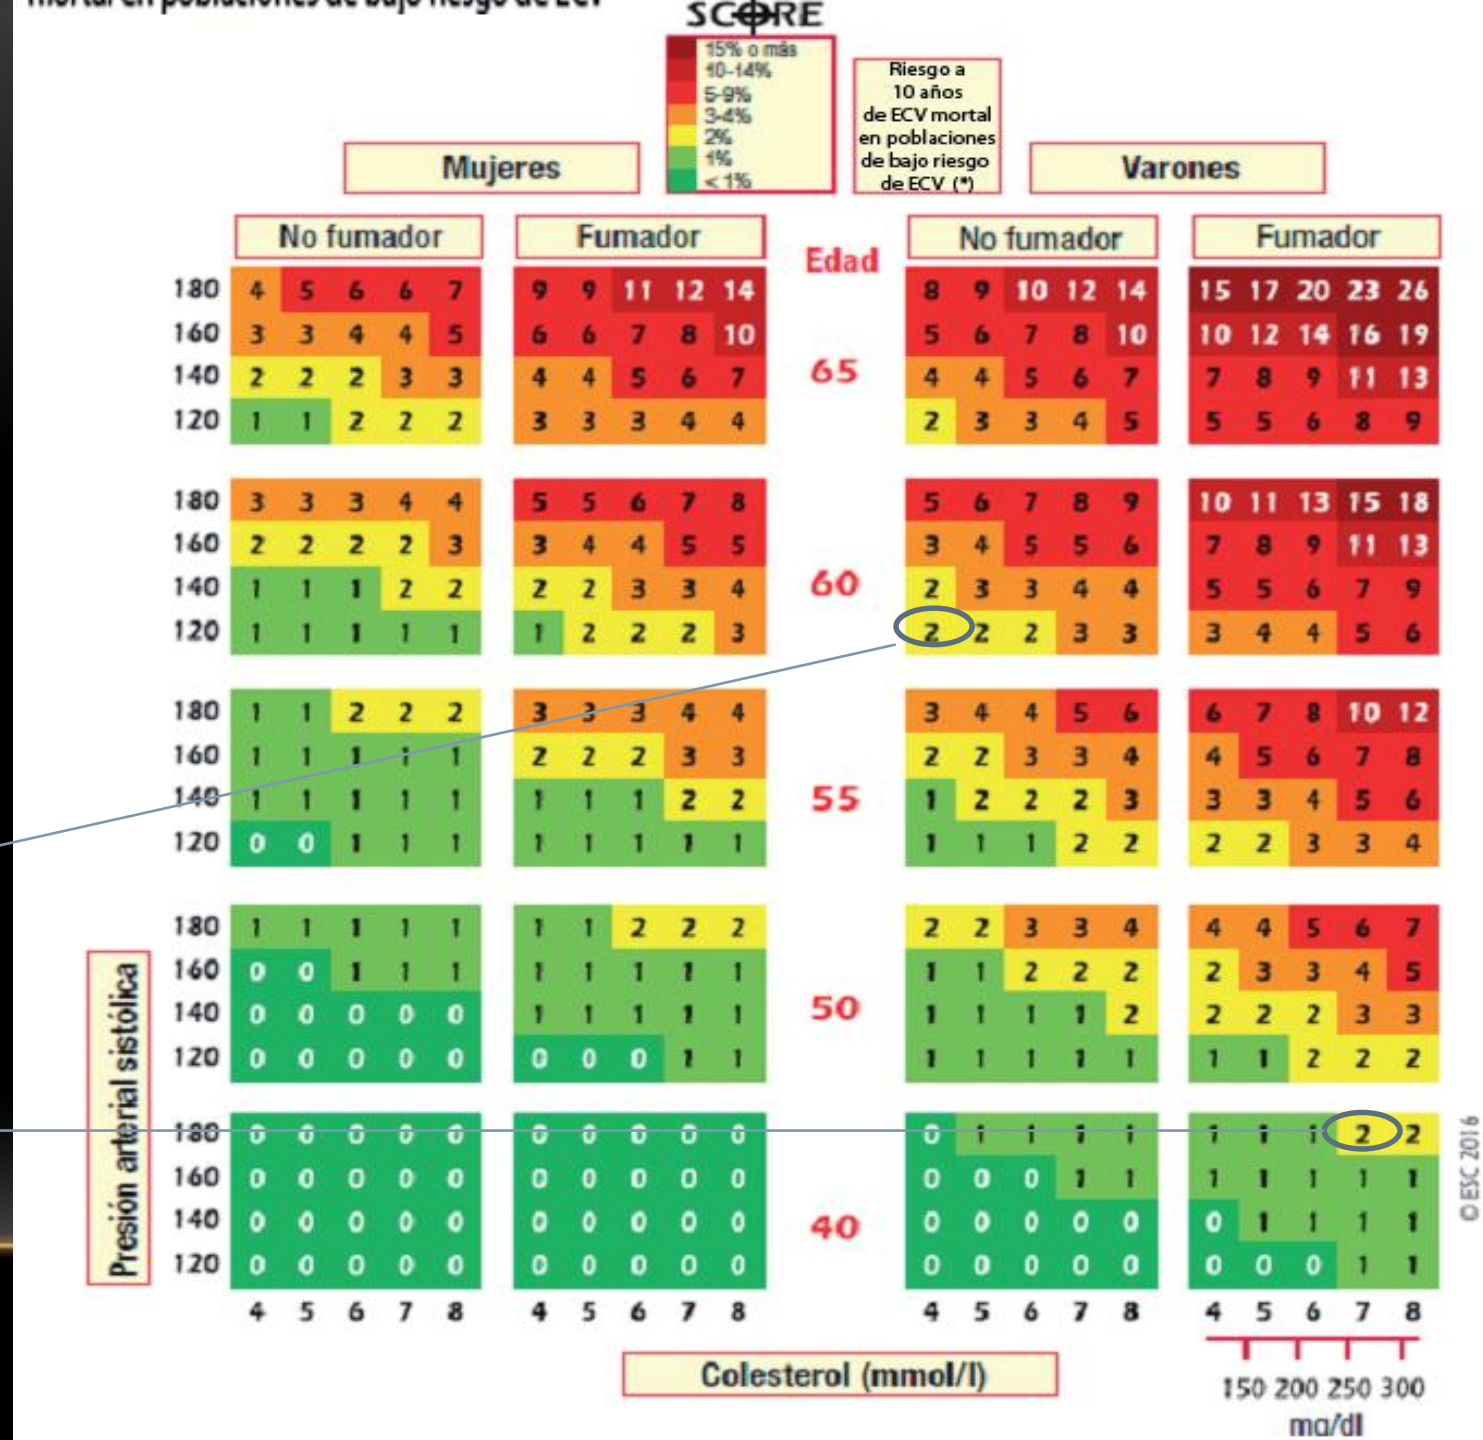 mortal en poblaciones de bajo riesgo de ECV
SCORE
15% o más
10-14%
5-9%
3-4%
2%
1%
< 1%
Riesgo a
10 años
de ECV mortal
en poblaciones
de bajo riesgo
de ECV (*)
Mujeres
Varones
No fumador Fumador Edad No fumador Fumador
180 4 5 6 6 7 9 9 11 12 14 8 9 10 12 14 15 17 20 23 26
160 3 3 4 4 5 6 6 7 8 10 5 6 7 8 10 10 12 14 16 19
65
140 2 2 2 3 3 4 4 5 6 7 4 4 5 6 7 7 8 9 11 13
120 1 1 2 2 2 3 3 3 4 4 2 3 3 4 5 5 5 6 8 9
180 3 3 3 4 4 5 5 6 7 8 5 6 7 8 9 10 11 13 15 18
160 2 2 2 2 3 3 4 4 5 5 3 4 5 5 6 7 8 9 11 13
60
140 1 1 1 2 2 2 2 3 3 4 2 3 3 4 4 5 5 6 7 9
120 1 1 1 1 1 1 2 2 2 3 2 2 2 3 3 3 4 4 5 6
180 1 1 2 2 2 3 3 3 4 4 3 4 4 5 6 6 7 8 10 12
160 1 1 1 1 1 2 2 2 3 3 2 2 3 3 4 4 5 6 7 8
55
140 1 1 1 1 1 1 1 1 2 2 1 2 2 2 3 3 3 4 5 6
120 0 0 1 1 1 1 1 1 1 1 1 1 1 2 2 2 2 3 3 4
180 1 1 1 1 1 1 1 2 2 2 2 2 3 3 4 4 4 5 6 7
160 0 0 1 1 1 1 1 1 1 1 1 1 2 2 2 2 3 3 4 5
50
140 0 0 0 0 0 1 1 1 1 1 1 1 1 1 2 2 2 2 3 3
120 0 0 0 0 0 0 0 0 1 1 1 1 1 1 1 1 1 2 2 2
180 0 0 0 0 0 0 0 0 0 0 0 1 1 1 1 1 1 1 2 2
160 0 0 0 0 0 0 0 0 0 0 0 0 0 1 1 1 1 1 1 1
40
140 0 0 0 0 0 0 0 0 0 0 0 0 0 0 0 0 1 1 1 1
120 0 0 0 0 0 0 0 0 0 0 0 0 0 0 0 0 0 0 1 1
4 5 6 7 8 4 5 6 7 8 4 5 6 7 8 4 5 6 7 8
Presión arterial sistólica
Colesterol (mmol/l)
150 200 250 300
mg/dl
© ESC 2016